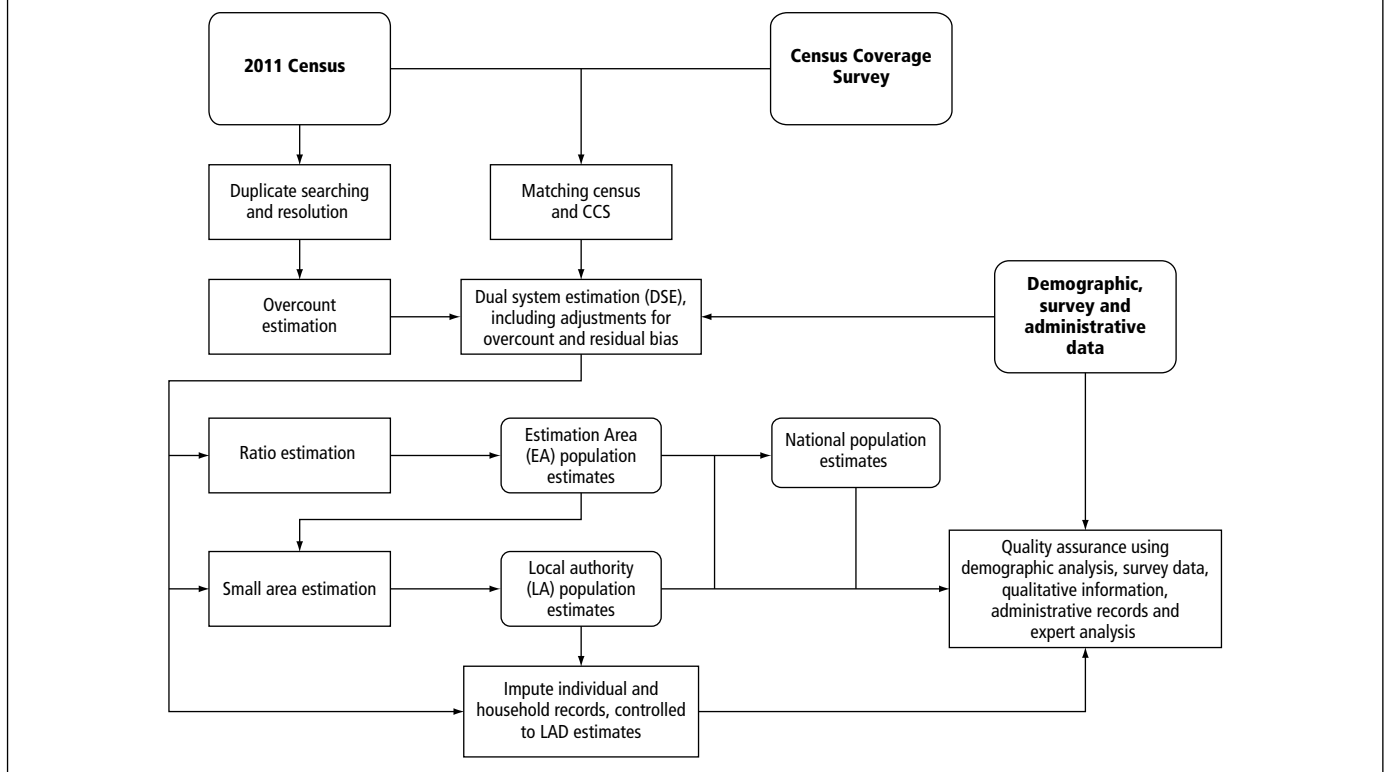 2011 Census
Census Coverage
Survey
Duplicate searching
and resolution
Matching census
and CCS
Overcount
estimation
Dual system estimation (DSE),
including adjustments for
overcount and residual bias
Demographic,
survey and
administrative
data
Ratio estimation
Estimation Area
(EA) population
estimates
National population
estimates
Small area estimation
Local authority
(LA) population
estimates
Quality assurance using
demographic analysis, survey data,
qualitative information,
administrative records and
expert analysis
Impute individual and
household records, controlled
to LAD estimates